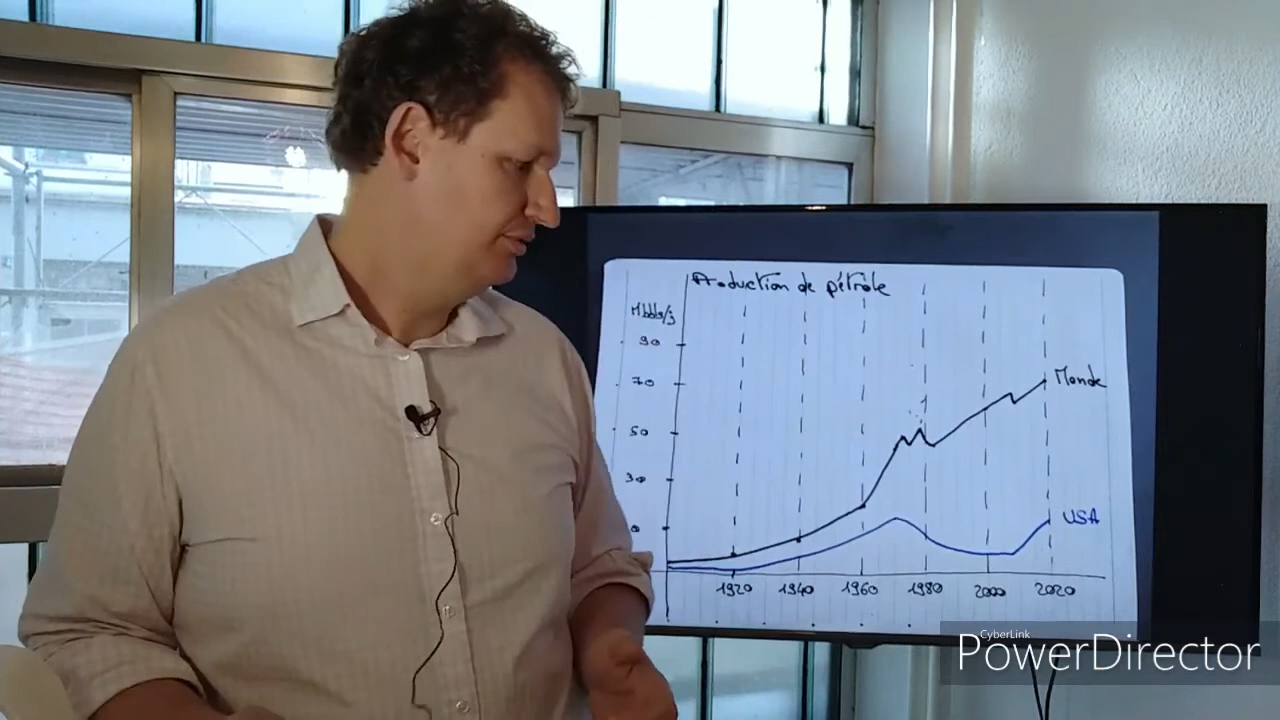 Production de pétrole
Mbbls/j
90
70
50
30
Monde
USA
1920 1940 1960 1980 2000 2020
CyberLink
PowerDirector